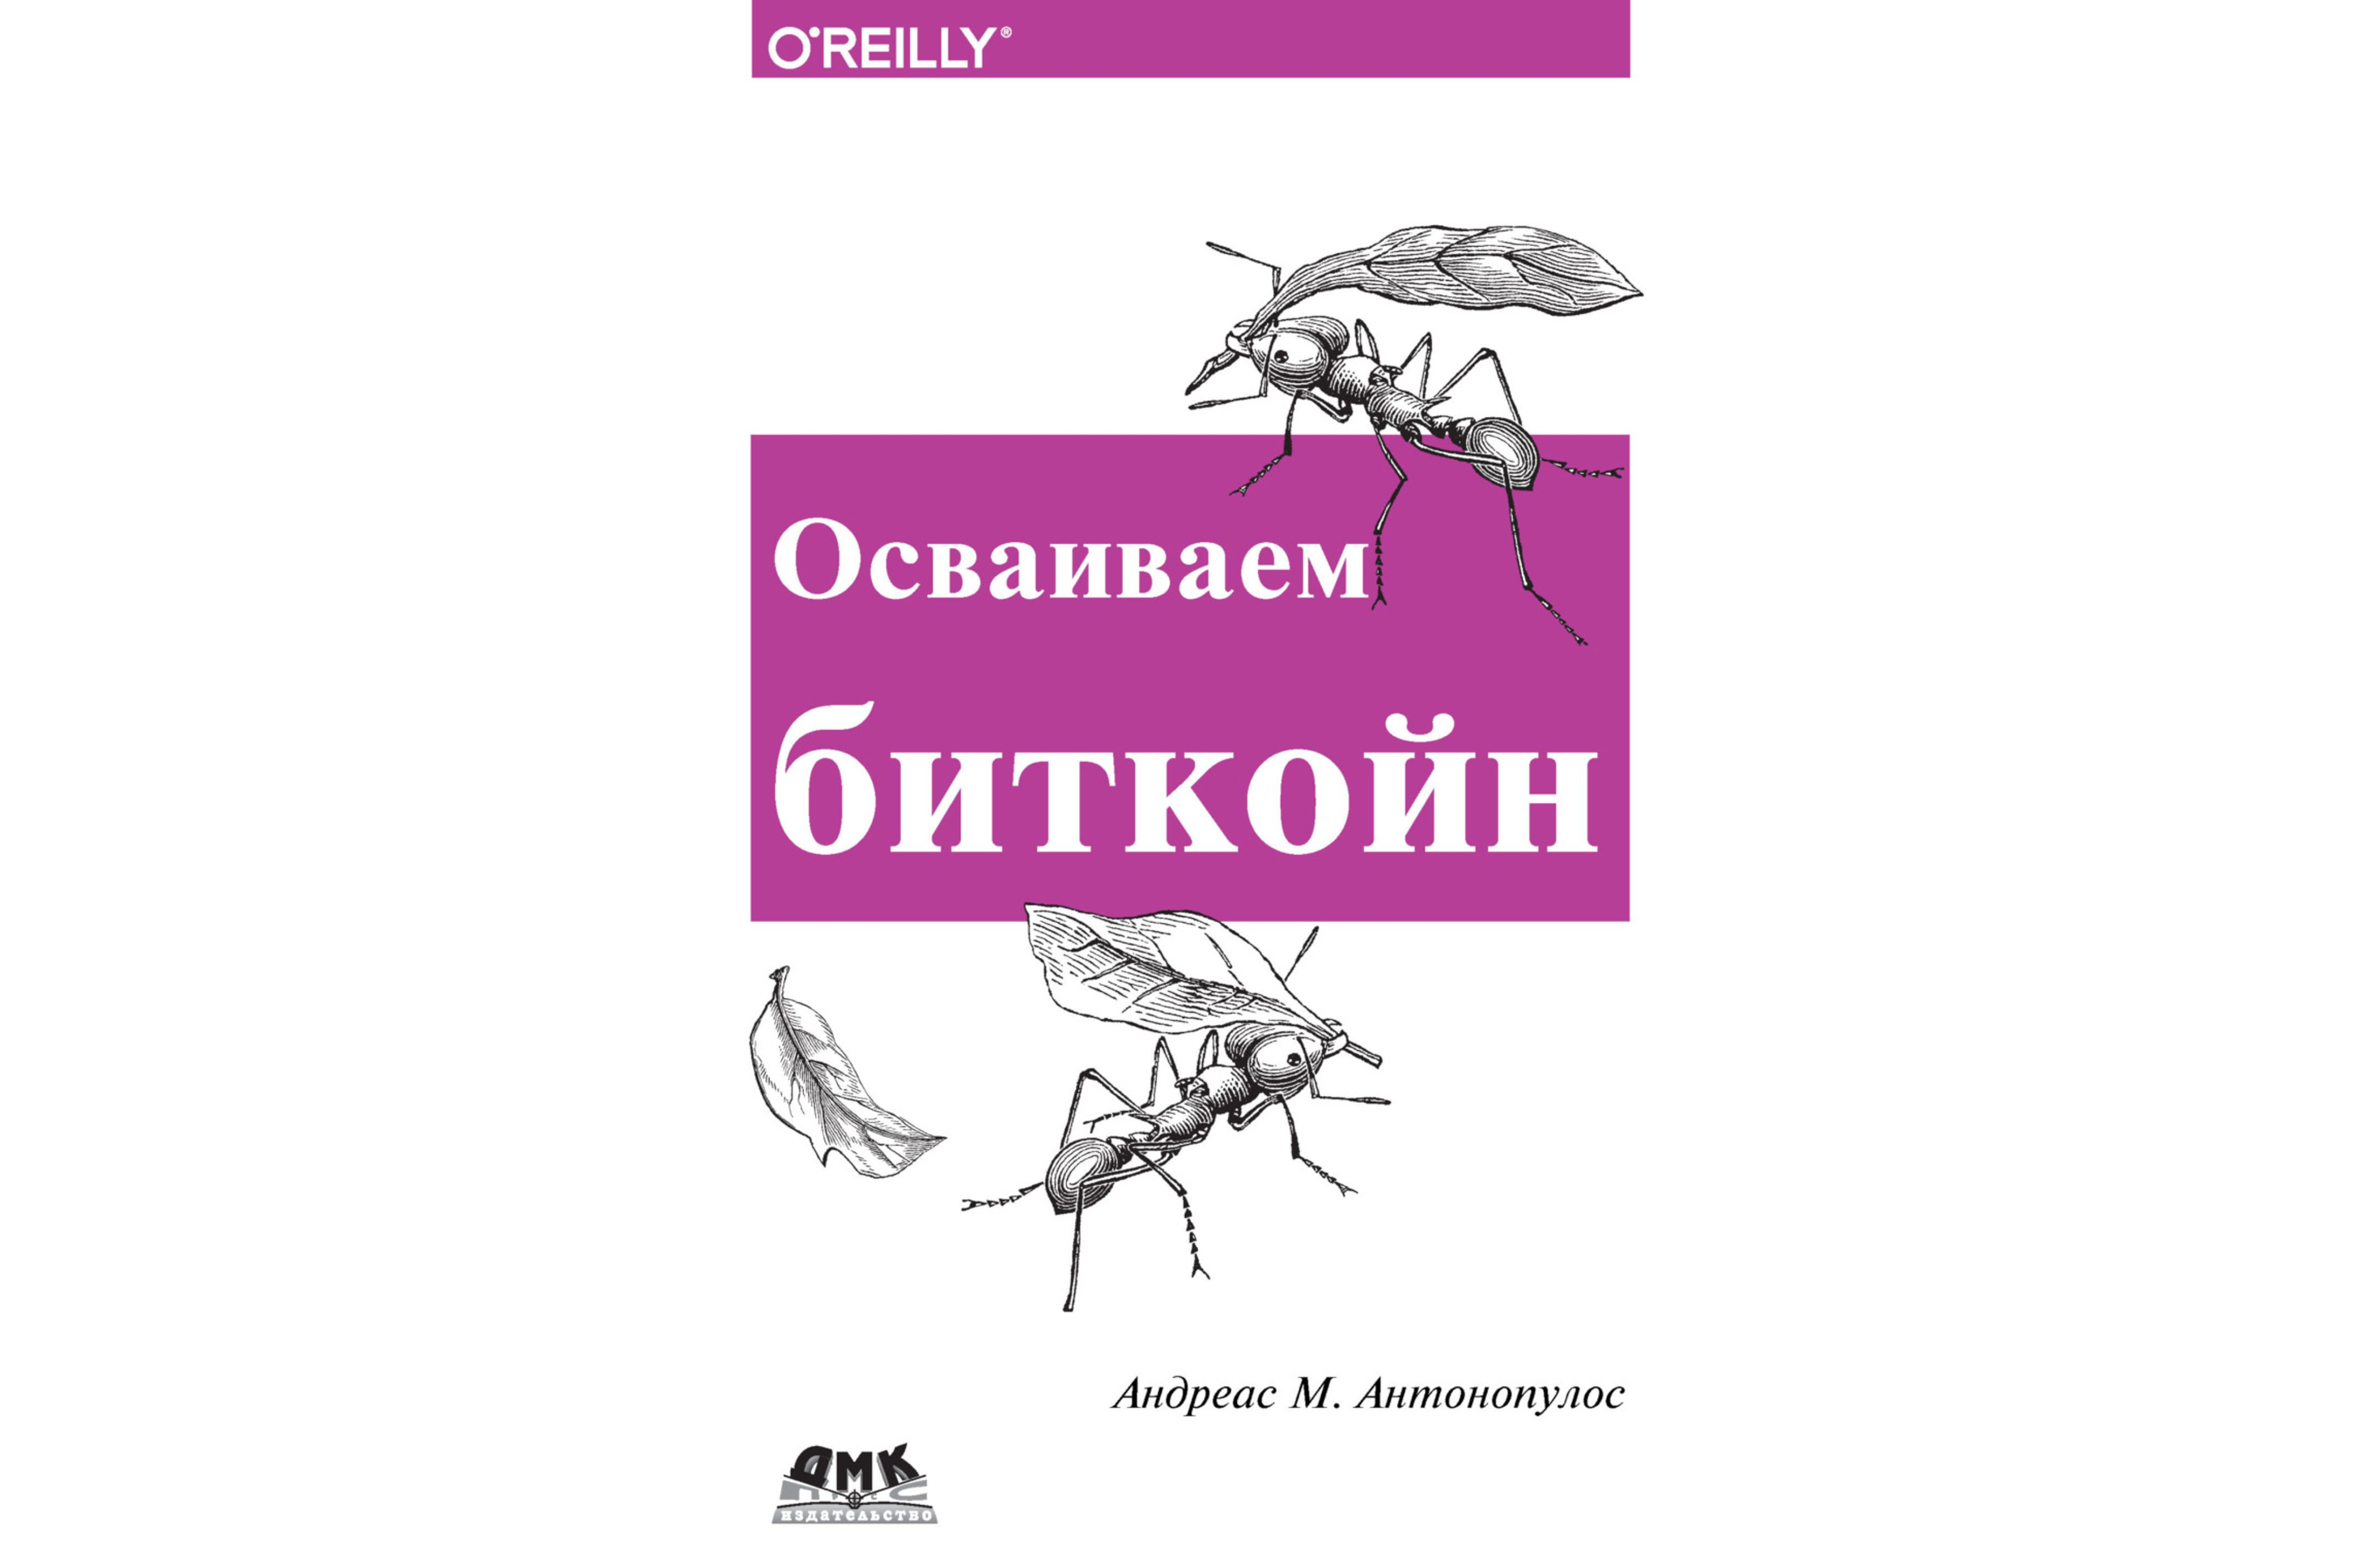 O'REILLY®
Осваиваем
биткойн
Андреас М. Антонопулос
ДМК
издательство